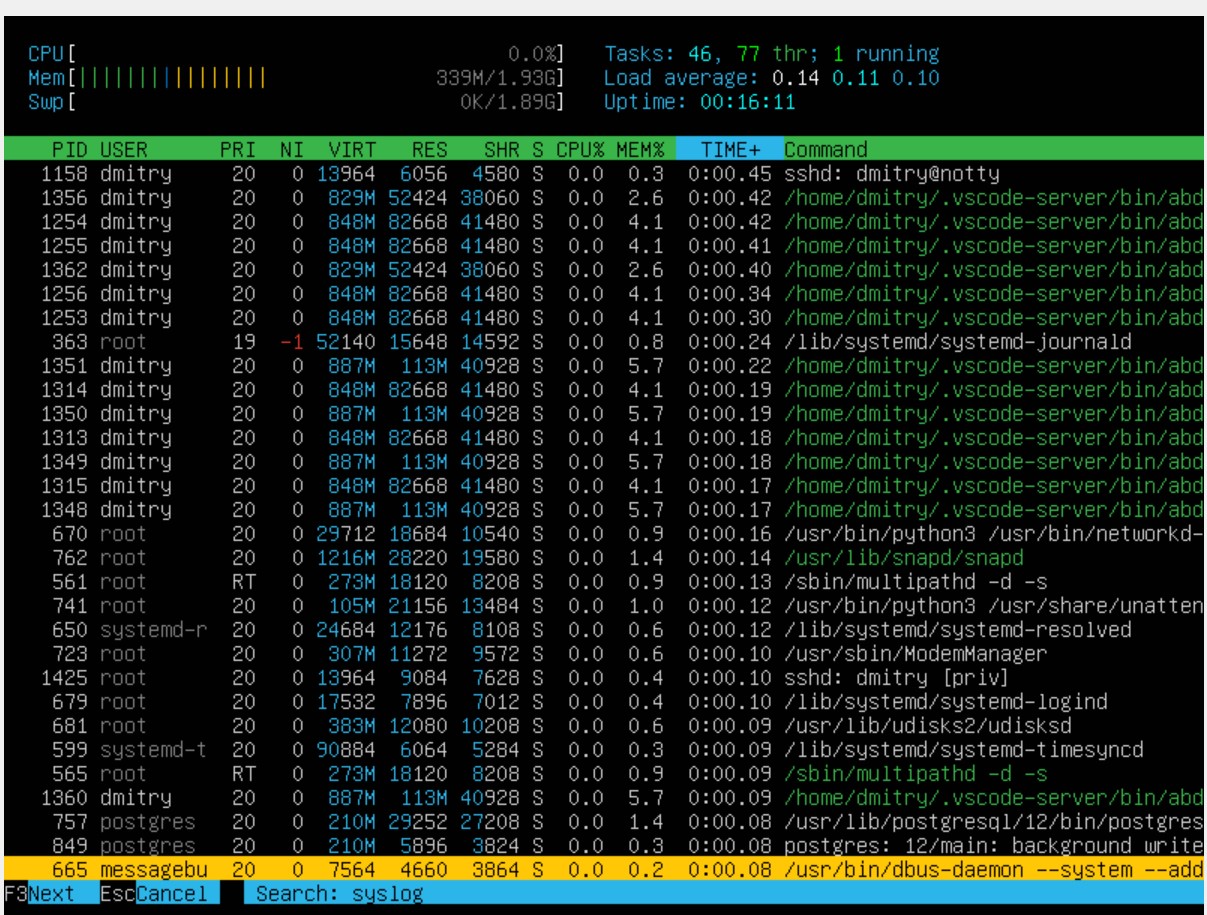 CPU[ 0.0%] Tasks: 46, 77 thr; 1 running
Mem[||||||||||||||||| 339M/1.93G] Load average: 0.14 0.11 0.10
Swp[ 0K/1.89G] Uptime: 00:16:11
PID USER PRI NI VIRT RES SHR S CPU% MEM% TIME+ Command
1158 dmitry 20 0 13964 6056 4580 S 0.0 0.3 0:00.45 sshd: dmitry@notty
1356 dmitry 20 0 829M 52424 38060 S 0.0 2.6 0:00.42 /home/dmitry/.vscode-server/bin/abd
1254 dmitry 20 0 848M 82668 41480 S 0.0 4.1 0:00.42 /home/dmitry/.vscode-server/bin/abd
1255 dmitry 20 0 848M 82668 41480 S 0.0 4.1 0:00.41 /home/dmitry/.vscode-server/bin/abd
1362 dmitry 20 0 829M 52424 38060 S 0.0 2.6 0:00.40 /home/dmitry/.vscode-server/bin/abd
1256 dmitry 20 0 848M 82668 41480 S 0.0 4.1 0:00.34 /home/dmitry/.vscode-server/bin/abd
1253 dmitry 20 0 848M 82668 41480 S 0.0 4.1 0:00.30 /home/dmitry/.vscode-server/bin/abd
363 root 19 -1 52140 15648 14592 S 0.0 0.8 0:00.24 /lib/systemd/systemd-journald
1351 dmitry 20 0 887M 113M 40928 S 0.0 5.7 0:00.22 /home/dmitry/.vscode-server/bin/abd
1314 dmitry 20 0 848M 82668 41480 S 0.0 4.1 0:00.19 /home/dmitry/.vscode-server/bin/abd
1350 dmitry 20 0 887M 113M 40928 S 0.0 5.7 0:00.19 /home/dmitry/.vscode-server/bin/abd
1313 dmitry 20 0 848M 82668 41480 S 0.0 4.1 0:00.18 /home/dmitry/.vscode-server/bin/abd
1349 dmitry 20 0 887M 113M 40928 S 0.0 5.7 0:00.18 /home/dmitry/.vscode-server/bin/abd
1315 dmitry 20 0 848M 82668 41480 S 0.0 4.1 0:00.17 /home/dmitry/.vscode-server/bin/abd
1348 dmitry 20 0 887M 113M 40928 S 0.0 5.7 0:00.17 /home/dmitry/.vscode-server/bin/abd
670 root 20 0 29712 18684 10540 S 0.0 0.9 0:00.16 /usr/bin/python3 /usr/bin/networkd-
762 root 20 0 1216M 28220 19580 S 0.0 1.4 0:00.14 /usr/lib/snapd/snapd
561 root RT 0 273M 18120 8208 S 0.0 0.9 0:00.13 /sbin/multipathd -d -s
741 root 20 0 105M 21156 13484 S 0.0 1.0 0:00.12 /usr/bin/python3 /usr/share/unatten
650 systemd-r 20 0 24684 12176 8108 S 0.0 0.6 0:00.12 /lib/systemd/systemd-resolved
723 root 20 0 307M 11272 9572 S 0.0 0.6 0:00.10 /usr/sbin/ModemManager
1425 root 20 0 13964 9084 7628 S 0.0 0.4 0:00.10 sshd: dmitry [priv]
679 root 20 0 17532 7896 7012 S 0.0 0.4 0:00.10 /lib/systemd/systemd-logind
681 root 20 0 383M 12080 10208 S 0.0 0.6 0:00.09 /usr/lib/udisks2/udisksd
599 systemd-t 20 0 90884 6064 5284 S 0.0 0.3 0:00.09 /lib/systemd/systemd-timesyncd
565 root RT 0 273M 18120 8208 S 0.0 0.9 0:00.09 /sbin/multipathd -d -s
1360 dmitry 20 0 887M 113M 40928 S 0.0 5.7 0:00.09 /home/dmitry/.vscode-server/bin/abd
757 postgres 20 0 210M 29252 27208 S 0.0 1.4 0:00.08 /usr/lib/postgresql/12/bin/postgres
849 postgres 20 0 210M 5896 3824 S 0.0 0.3 0:00.08 postgres: 12/main: background write
665 messagebu 20 0 7564 4660 3864 S 0.0 0.2 0:00.08 /usr/bin/dbus-daemon --system --add
F3Next EscCancel Search: syslog